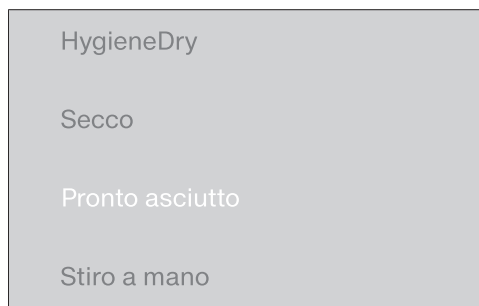 HygieneDry
Secco
Pronto asciutto
Stiro a mano